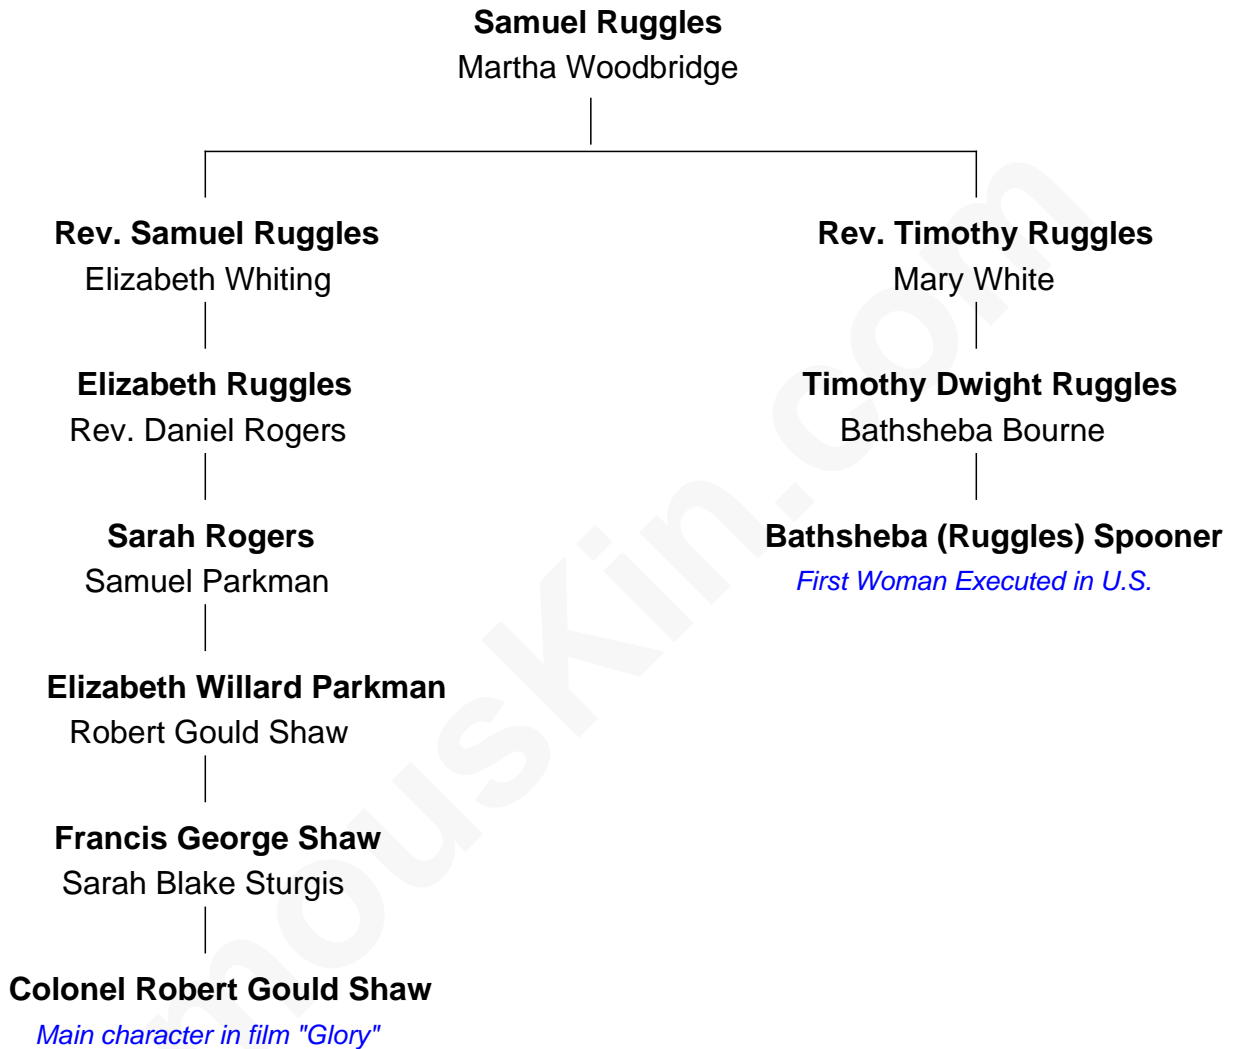 Samuel Ruggles
Martha Woodbridge
Rev. Samuel Ruggles
Elizabeth Whiting
Rev. Timothy Ruggles
Mary White
Elizabeth Ruggles
Rev. Daniel Rogers
Timothy Dwight Ruggles
Bathsheba Bourne
Sarah Rogers
Samuel Parkman
Bathsheba (Ruggles) Spooner
First Woman Executed in U.S.
Elizabeth Willard Parkman
Robert Gould Shaw
Francis George Shaw
Sarah Blake Sturgis
Colonel Robert Gould Shaw
Main character in film "Glory"
mousKin.com